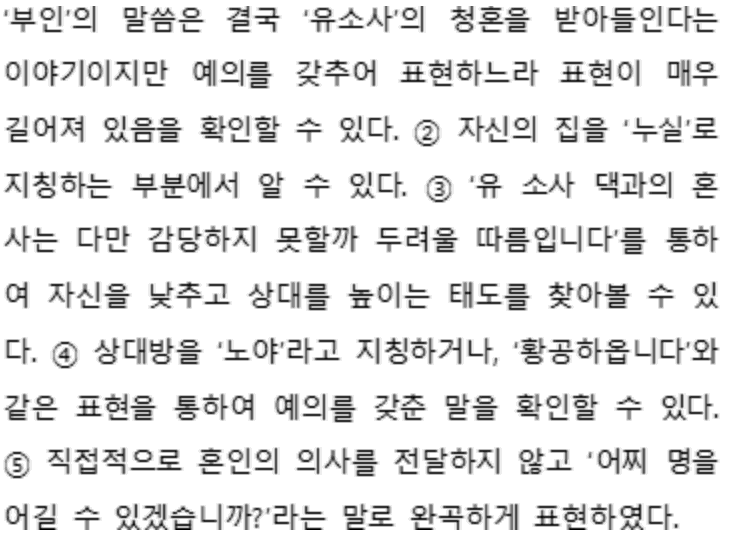 ‘부인’의 말씀은 결국 ‘유소사’의 청혼을 받아들인다는
이야기이지만 예의를 갖추어 표현하느라 표현이 매우
길어져 있음을 확인할 수 있다. ② 자신의 집을 ‘누실’로
지칭하는 부분에서 알 수 있다. ③ ‘유 소사 댁과의 혼
사는 다만 감당하지 못할까 두려울 따름입니다’를 통하
여 자신을 낮추고 상대를 높이는 태도를 찾아볼 수 있
다. ④ 상대방을 ‘노야’라고 지칭하거나, ‘황공하옵니다’와
같은 표현을 통하여 예의를 갖춘 말을 확인할 수 있다.
⑤ 직접적으로 혼인의 의사를 전달하지 않고 ‘어찌 명을
어길 수 있겠습니까?’라는 말로 완곡하게 표현하였다.